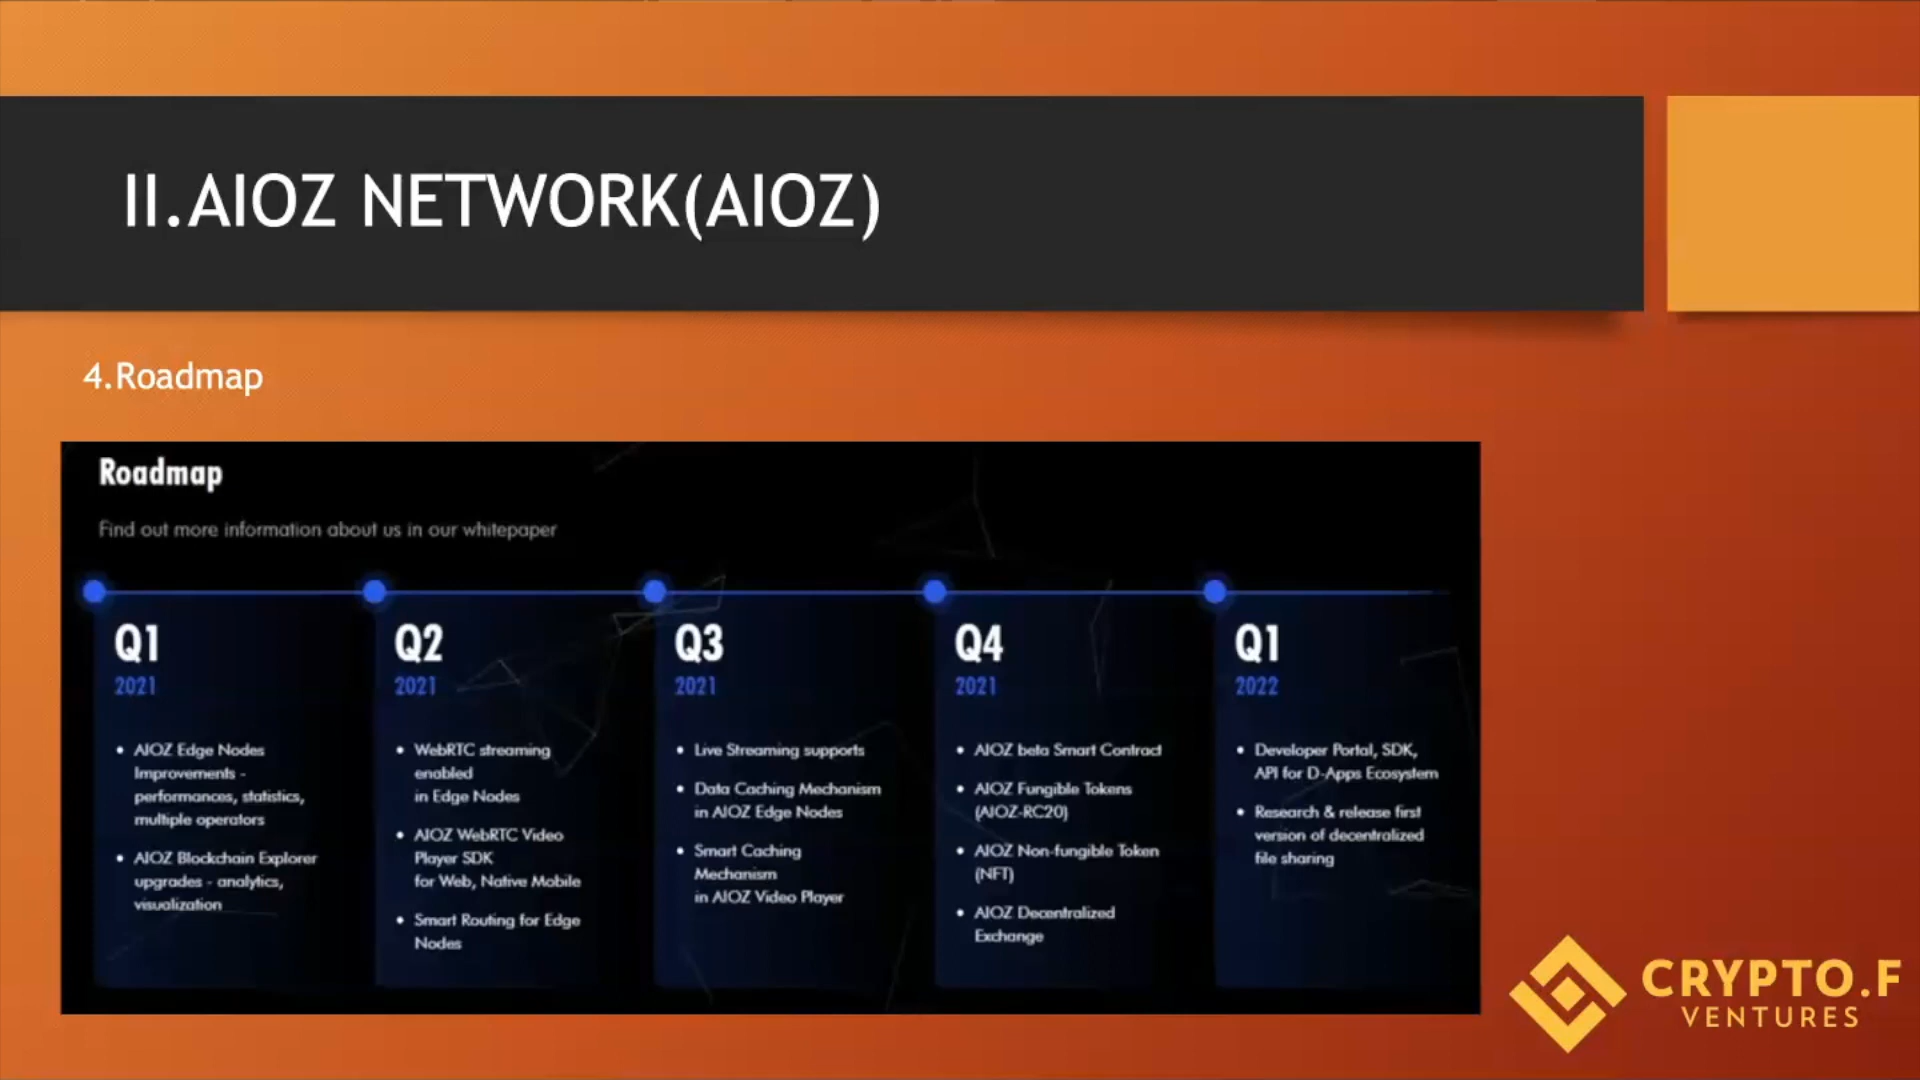 II.AIOZ NETWORK(AIOZ)
4.Roadmap
Roadmap
Find out more information about us in our whitepaper
Q1
2021
• AIOZ Edge Nodes
Improvements -
performances, statistics,
multiple operators
• AIOZ Blockchain Explorer
upgrades - analytics,
visualization
Q2
2021
• WebRTC streaming
enabled
in Edge Nodes
• AIOZ WebRTC Video
Player SDK
for Web, Native Mobile
• Smart Routing for Edge
Nodes
Q3
2021
• Live Streaming supports
• Data Caching Mechanism
in AIOZ Edge Nodes
• Smart Caching
Mechanism
in AIOZ Video Player
Q4
2021
• AIOZ beta Smart Contract
• AIOZ Fungible Tokens
(AIOZ-RC20)
• AIOZ Non-fungible Token
(NFT)
• AIOZ Decentralized
Exchange
Q1
2022
• Developer Portal, SDK,
API for D-Apps Ecosystem
• Research & release first
version of decentralized
file sharing
CRYPTO.F
VENTURES